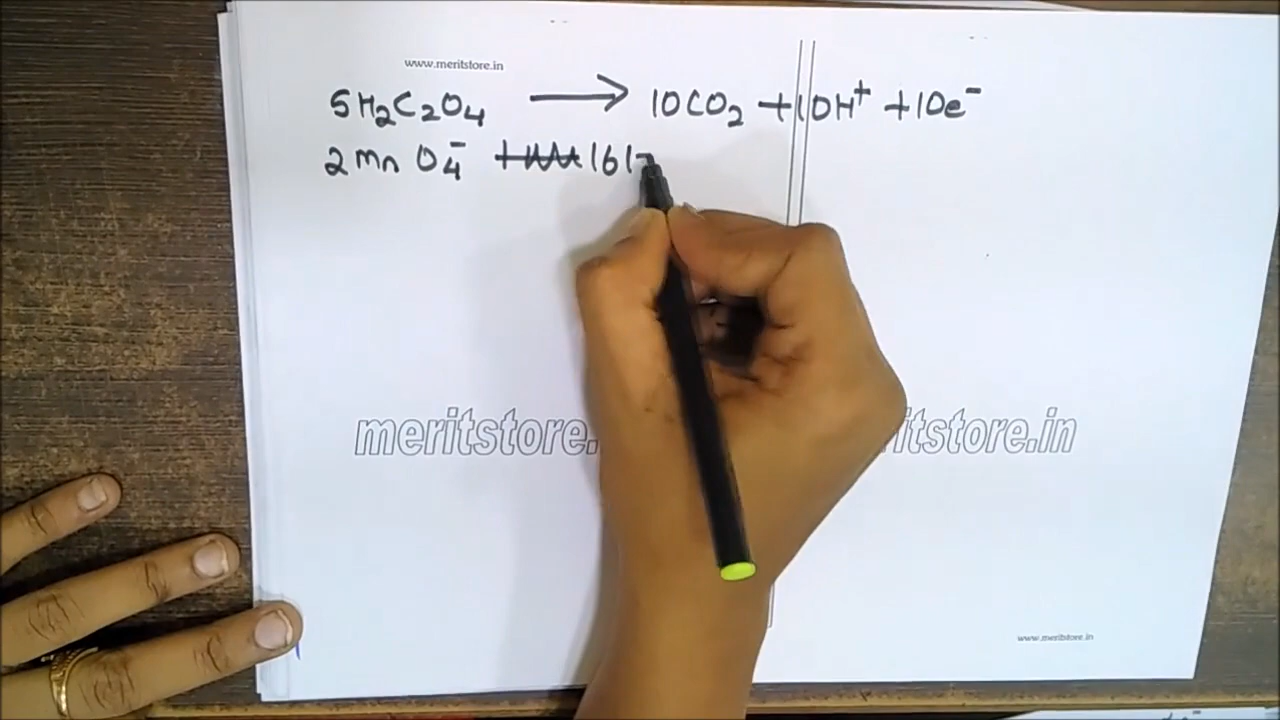 www.meritstore.in
5H₂C₂O₄ ⟶ 10CO₂ + 10H⁺ + 10e⁻
2MnO₄⁻ + 16
meritstore.
itstore.in
www.meritstore.in